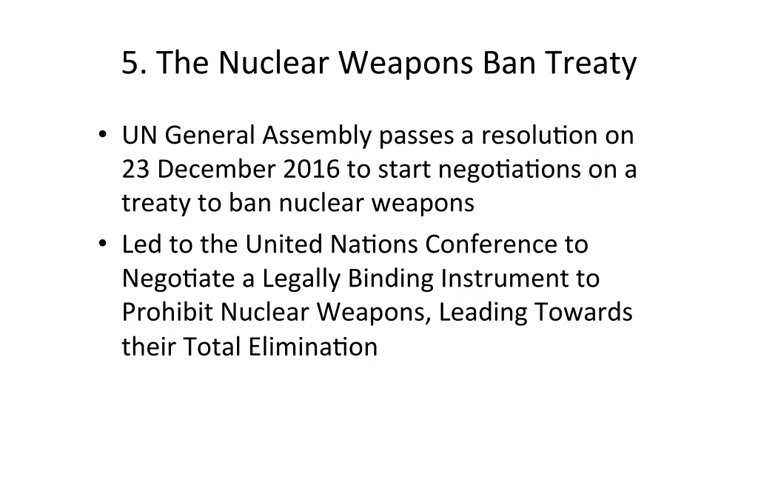 5. The Nuclear Weapons Ban Treaty
• UN General Assembly passes a resolution on
23 December 2016 to start negotiations on a
treaty to ban nuclear weapons
• Led to the United Nations Conference to
Negotiate a Legally Binding Instrument to
Prohibit Nuclear Weapons, Leading Towards
their Total Elimination